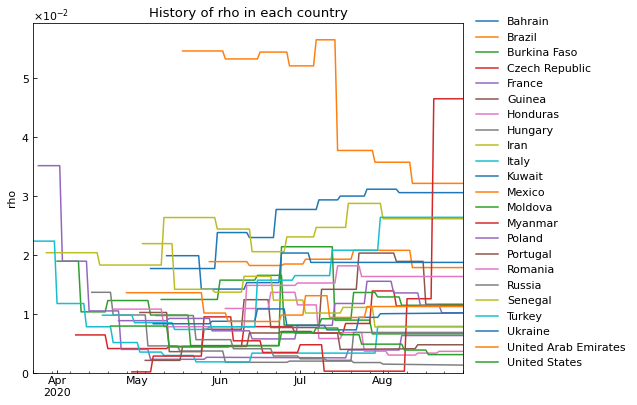 History of rho in each country
×10⁻²
5
4
3
2
1
0
rho
Apr
2020
May
Jun
Jul
Aug
Bahrain
Brazil
Burkina Faso
Czech Republic
France
Guinea
Honduras
Hungary
Iran
Italy
Kuwait
Mexico
Moldova
Myanmar
Poland
Portugal
Romania
Russia
Senegal
Turkey
Ukraine
United Arab Emirates
United States